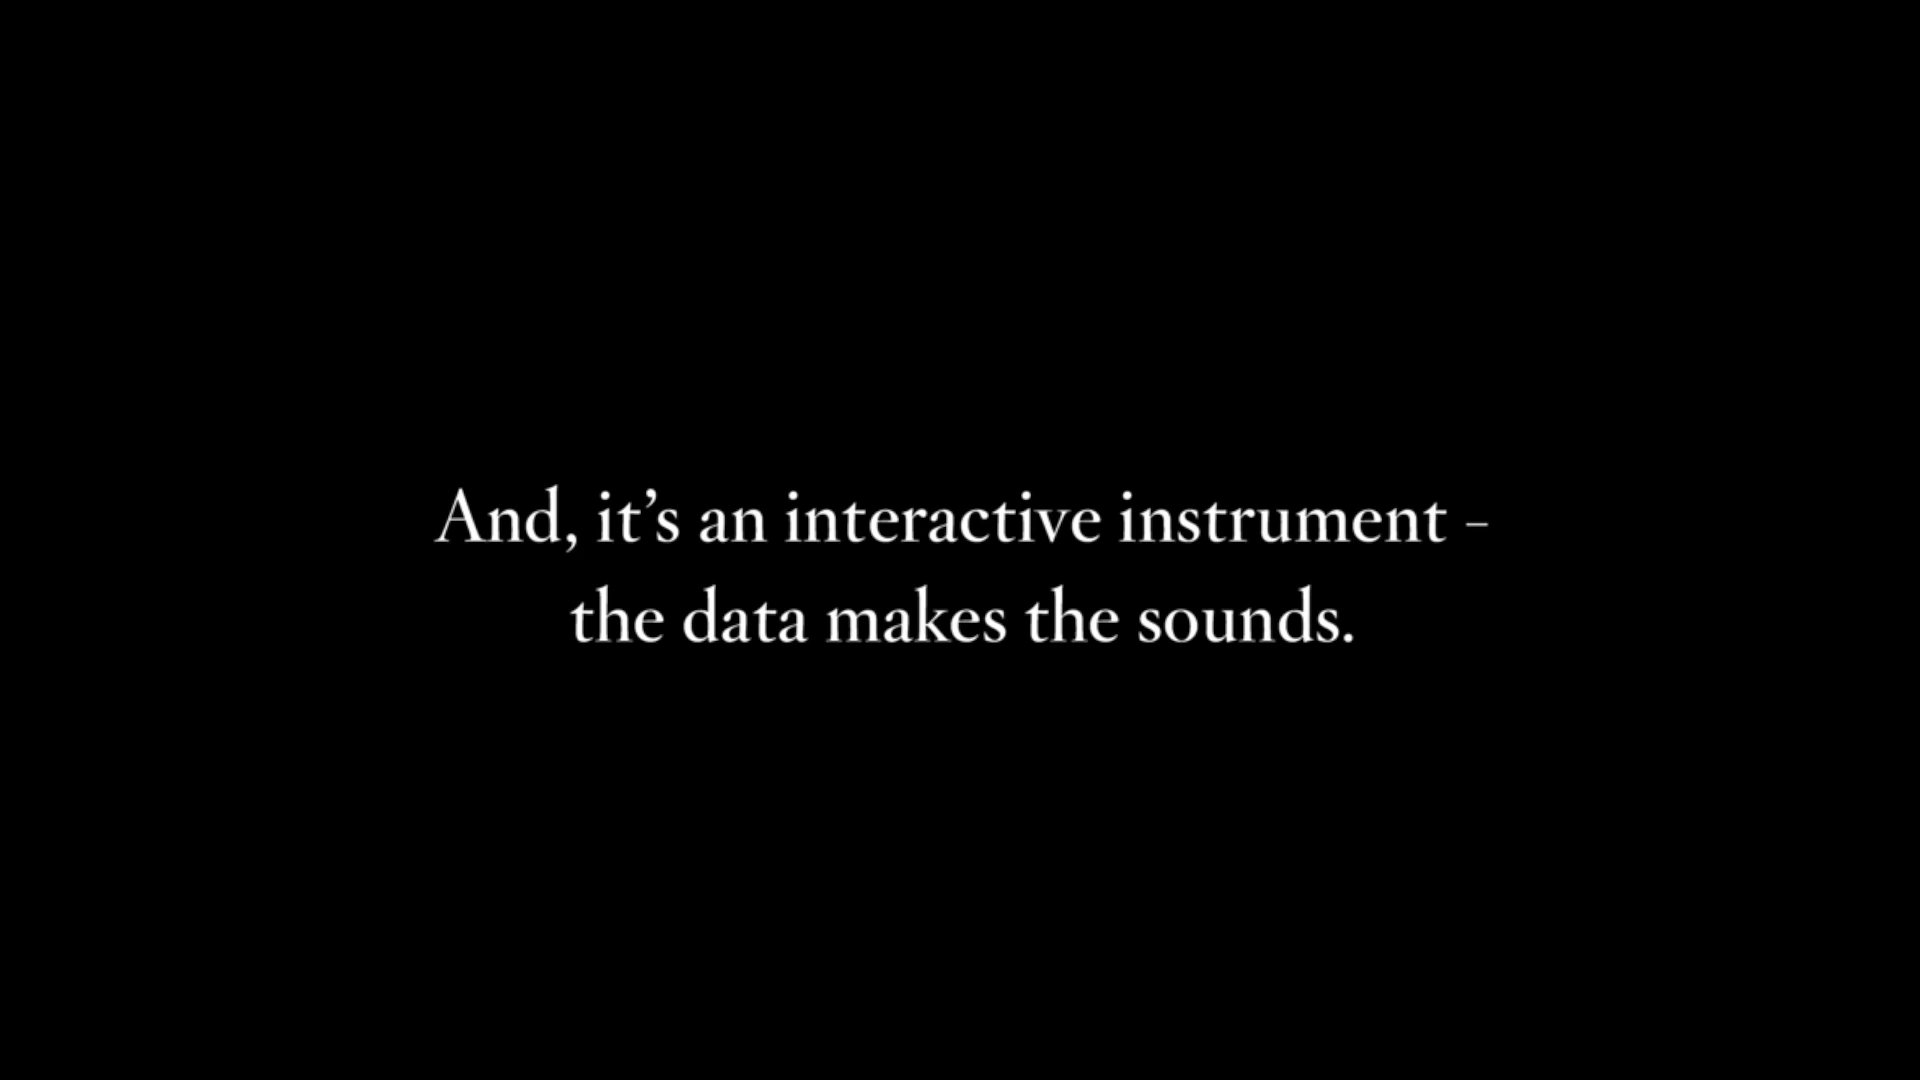 And, it’s an interactive instrument –
the data makes the sounds.